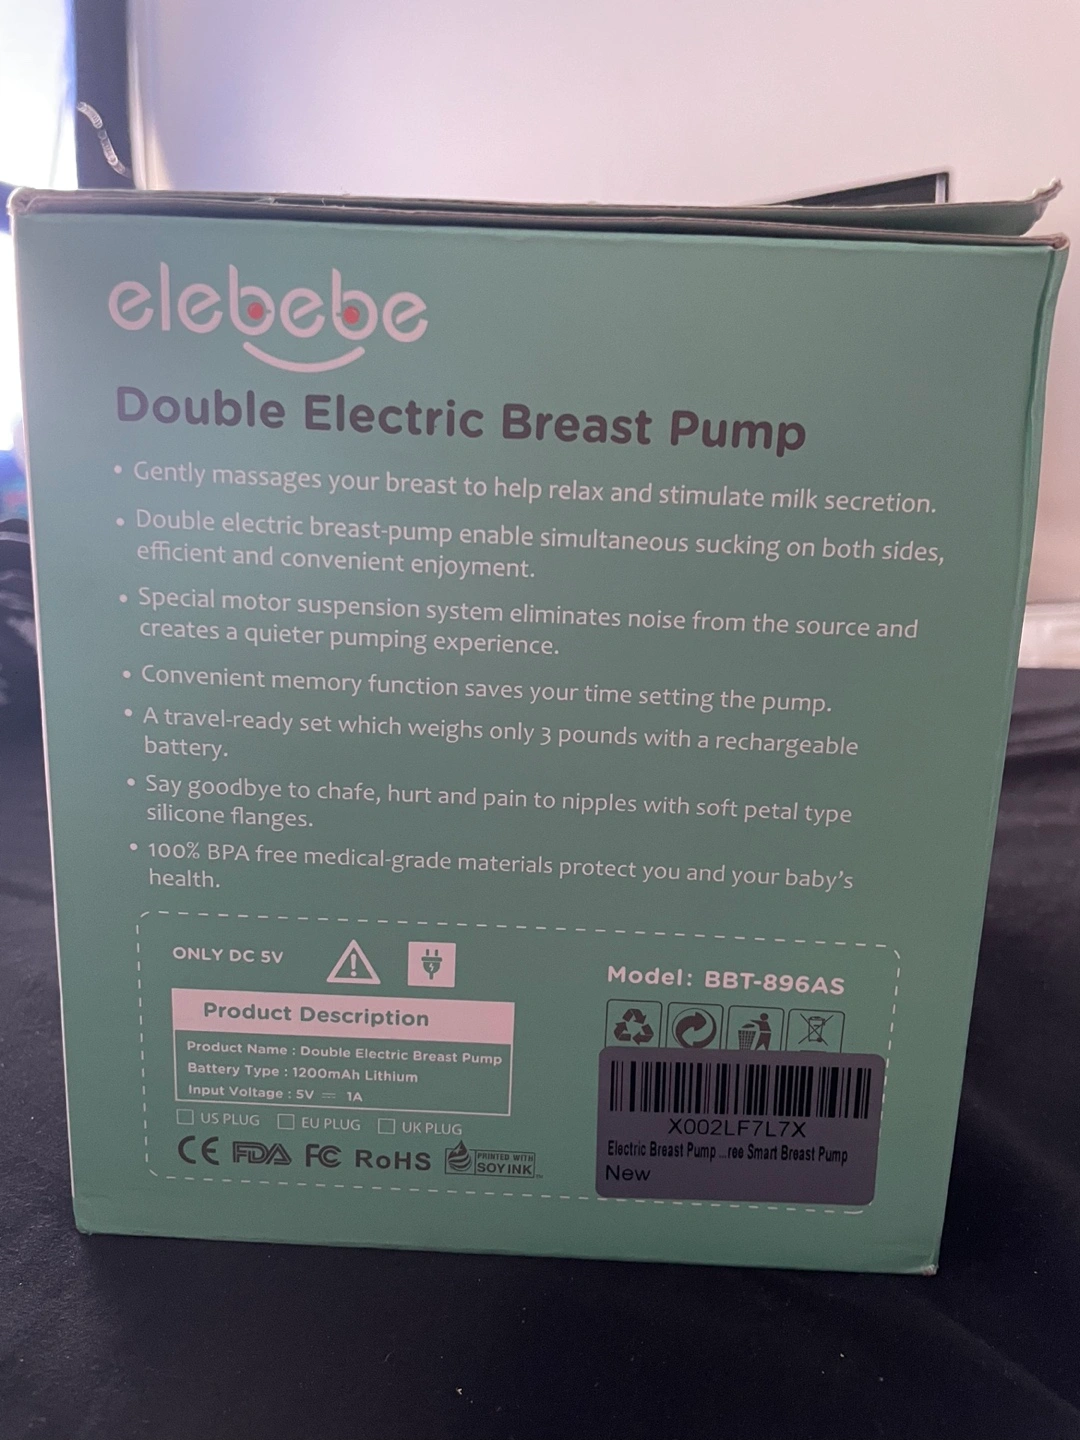 elebebe
Double Electric Breast Pump
• Gently massages your breast to help relax and stimulate milk secretion.
• Double electric breast-pump enable simultaneous sucking on both sides,
efficient and convenient enjoyment.
• Special motor suspension system eliminates noise from the source and
creates a quieter pumping experience.
• Convenient memory function saves your time setting the pump.
• A travel-ready set which weighs only 3 pounds with a rechargeable
battery.
• Say goodbye to chafe, hurt and pain to nipples with soft petal type
silicone flanges.
• 100% BPA free medical-grade materials protect you and your baby's
health.
ONLY DC 5V
Product Description
Product Name : Double Electric Breast Pump
Battery Type : 1200mAh Lithium
Input Voltage : 5V ⎓ 1A
US PLUG EU PLUG UK PLUG
CE FDA FC RoHS PRINTED WITH
SOY INK
Model: BBT-896AS
X002LF7L7X
Electric Breast Pump ...ree Smart Breast Pump
New